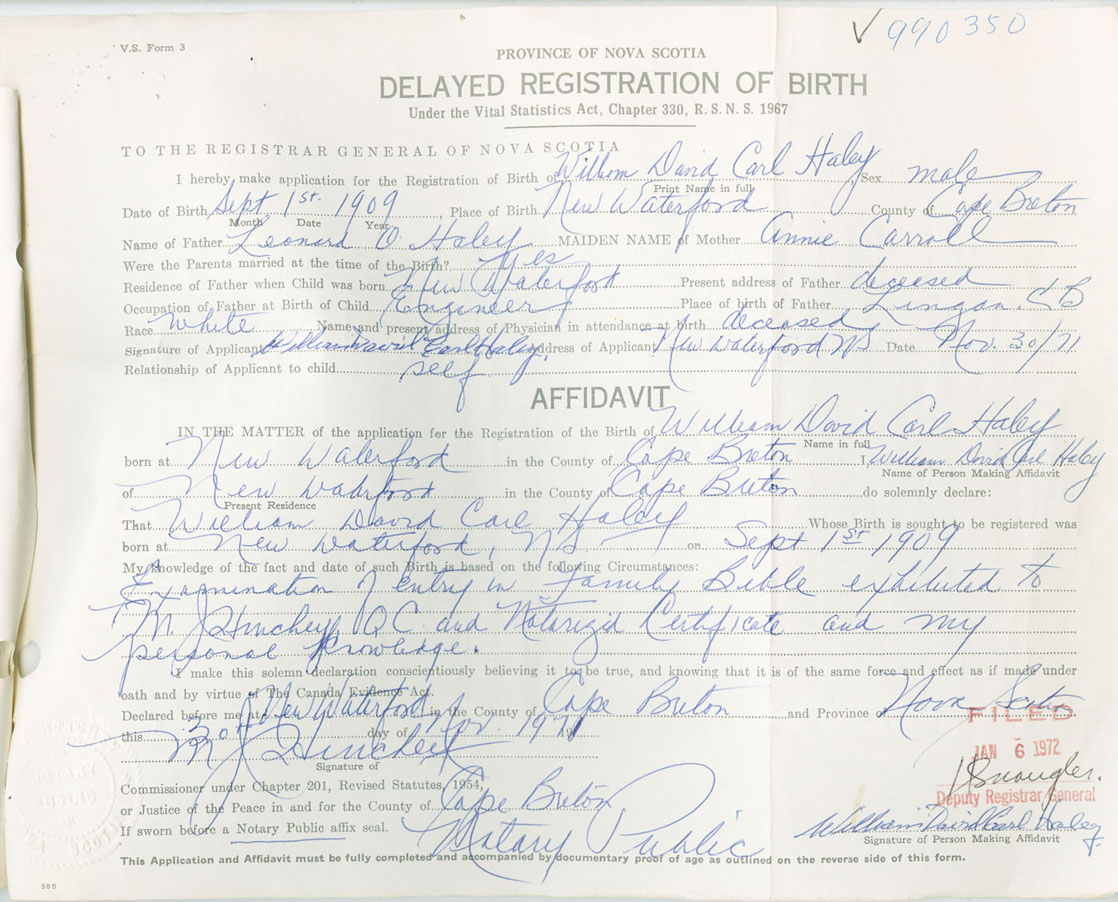 V.S. Form 3
990350
PROVINCE OF NOVA SCOTIA
DELAYED REGISTRATION OF BIRTH
Under the Vital Statistics Act, Chapter 330, R. S. N. S. 1967
TO THE REGISTRAR GENERAL OF NOVA SCOTIA
I hereby make application for the Registration of Birth of William David Carl Haley Sex male
Print Name in full
Date of Birth Sept 1st 1909, Place of Birth New Waterford County of Cape Breton
Month Date Year
Name of Father Leonard O. Haley MAIDEN NAME of Mother Annie Carroll
Were the Parents married at the time of the Birth? Yes
Residence of Father when Child was born New Waterford Present address of Father deceased
Occupation of Father at Birth of Child Engineer Place of birth of Father Lingan. C B
Race White Name and present address of Physician in attendance at birth deceased
Signature of Applicant William David Carl Haley, Address of Applicant New Waterford NS Date Nov. 30/71
Relationship of Applicant to child self
AFFIDAVIT
IN THE MATTER of the application for the Registration of the Birth of William David Carl Haley
Name in full
born at New Waterford in the County of Cape Breton I, William David Carl Haley
Name of Person Making Affidavit
of New Waterford in the County of Cape Breton do solemnly declare:
Present Residence
That William David Carl Haley Whose Birth is sought to be registered was
born at New Waterford, NS on Sept 1st 1909
My knowledge of the fact and date of such Birth is based on the following Circumstances:
Examination of entry in Family Bible exhibited to
M J Hinchey, Q.C. and Notarized Certificate and my
personal knowledge.
I make this solemn declaration conscientiously believing it to be true, and knowing that it is of the same force and effect as if made under
oath and by virtue of The Canada Evidence Act.
Declared before me at New Waterford in the County of Cape Breton and Province of Nova Scotia
this 30th day of Nov. 1971
M J Hinchey
Signature of
FILED
JAN 6 1972
Deputy Registrar General
Commissioner under Chapter 201, Revised Statutes, 1954,
or Justice of the Peace in and for the County of Cape Breton
If sworn before a Notary Public affix seal. Notary Public
William David Carl Haley
Signature of Person Making Affidavit
This Application and Affidavit must be fully completed and accompanied by documentary proof of age as outlined on the reverse side of this form.
385